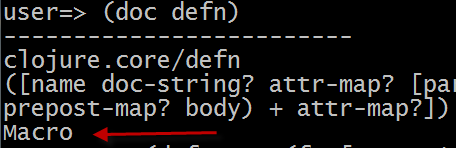 user=> (doc defn)
-------------------------
clojure.core/defn
([name doc-string? attr-map? [par
prepost-map? body) + attr-map?])
Macro